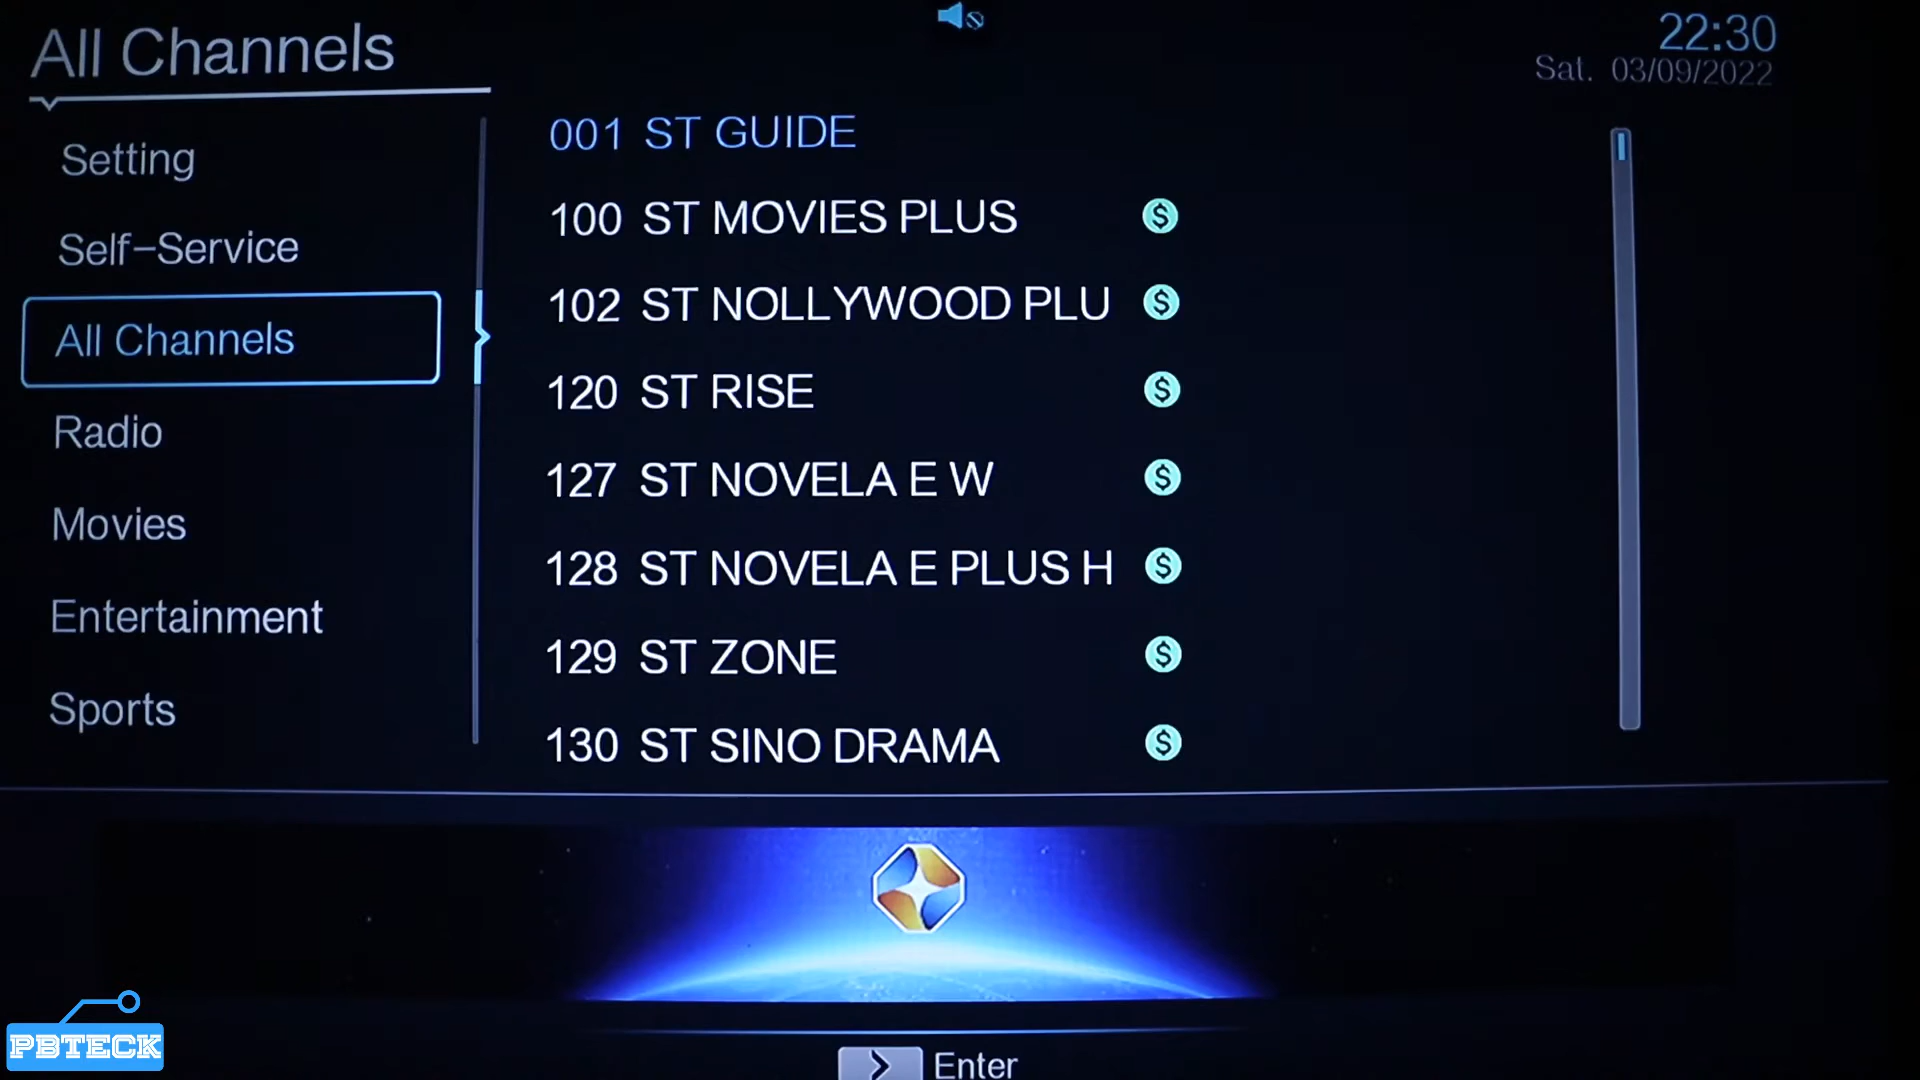 All Channels
22:30
Sat. 03/09/2022
Setting
Self-Service
All Channels
Radio
Movies
Entertainment
Sports
001 ST GUIDE
100 ST MOVIES PLUS $
102 ST NOLLYWOOD PLU $
120 ST RISE $
127 ST NOVELA E W $
128 ST NOVELA E PLUS H $
129 ST ZONE $
130 ST SINO DRAMA $
PBTECK
Enter